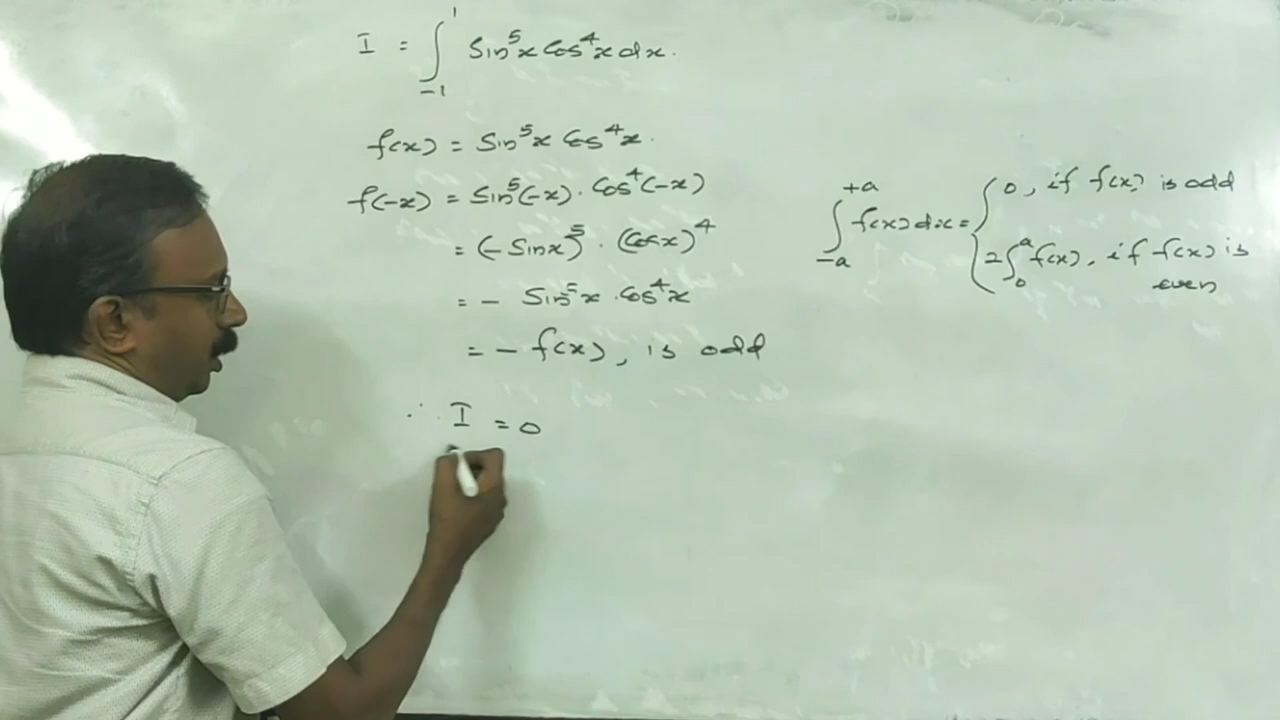 I = ∫₋₁¹ Sin⁵x Cos⁴x dx.
f(x) = Sin⁵x Cos⁴x.
f(-x) = Sin⁵(-x). Cos⁴(-x)
= (-Sinx)⁵ . (Cosx)⁴
= - Sin⁵x . Cos⁴x
= - f(x), is odd
∴ I = 0
∫₋ₐ⁺ᵃ f(x) dx = { 0, if f(x) is odd
2∫₀ᵃ f(x), if f(x) is
even